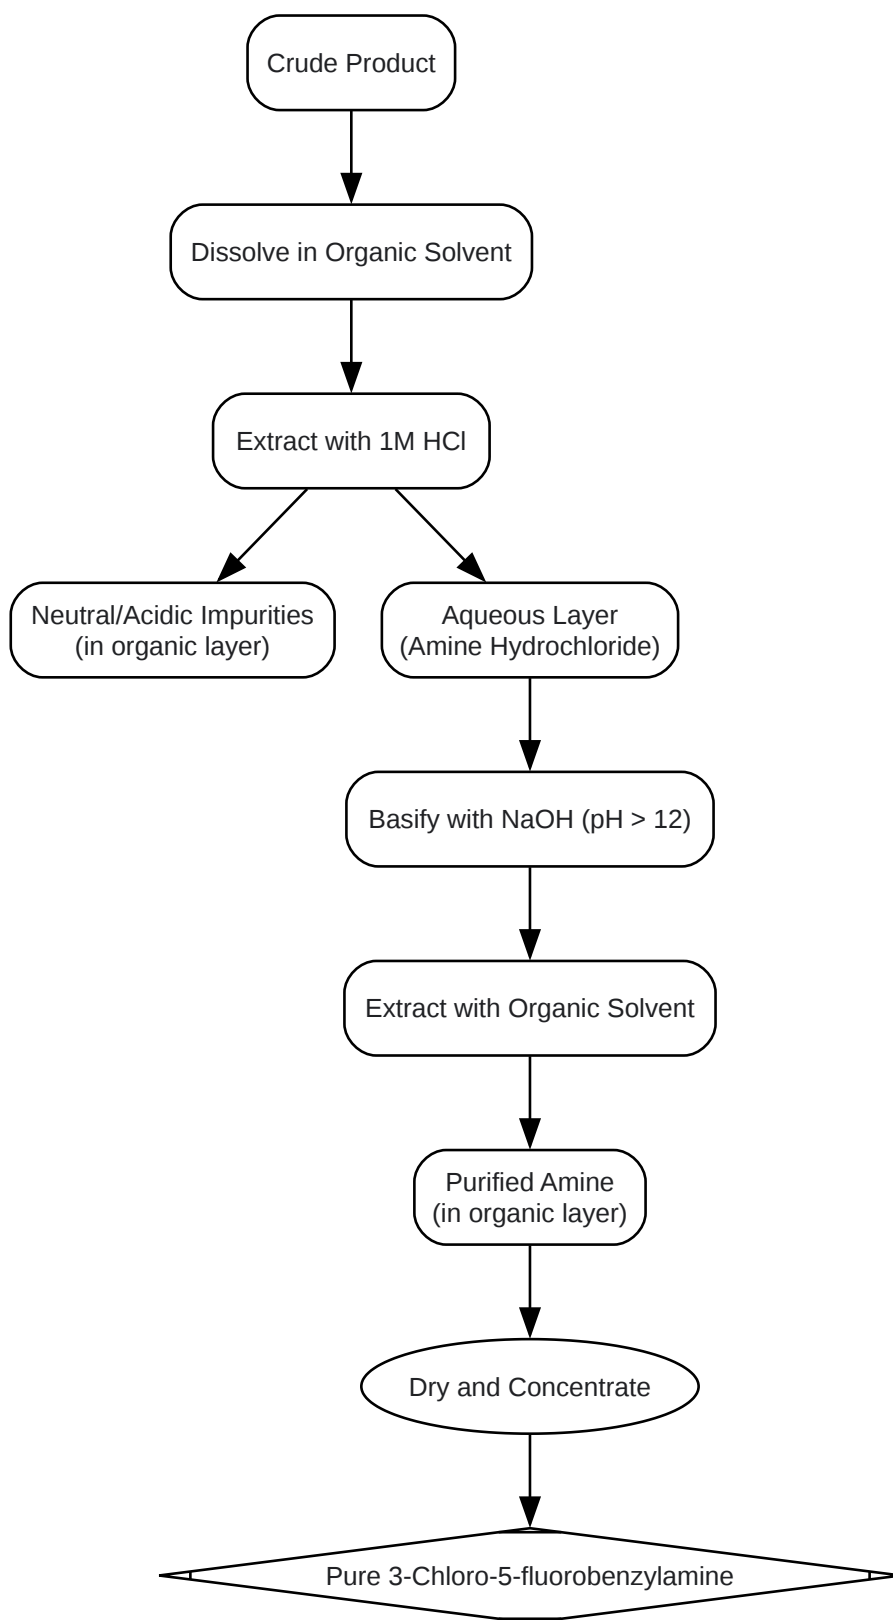 Crude Product
Dissolve in Organic Solvent
Extract with 1M HCl
Neutral/Acidic Impurities
(in organic layer)
Aqueous Layer
(Amine Hydrochloride)
Basify with NaOH (pH > 12)
Extract with Organic Solvent
Purified Amine
(in organic layer)
Dry and Concentrate
Pure 3-Chloro-5-fluorobenzylamine